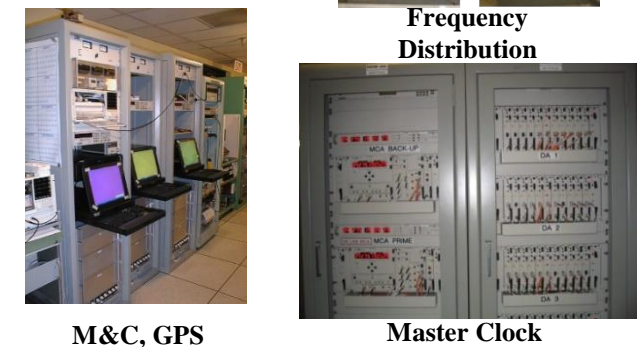 Frequency
Distribution
MCA BACK-UP
DA 1
DA 2
MCA PRIME
DA 3
M&C, GPS
Master Clock